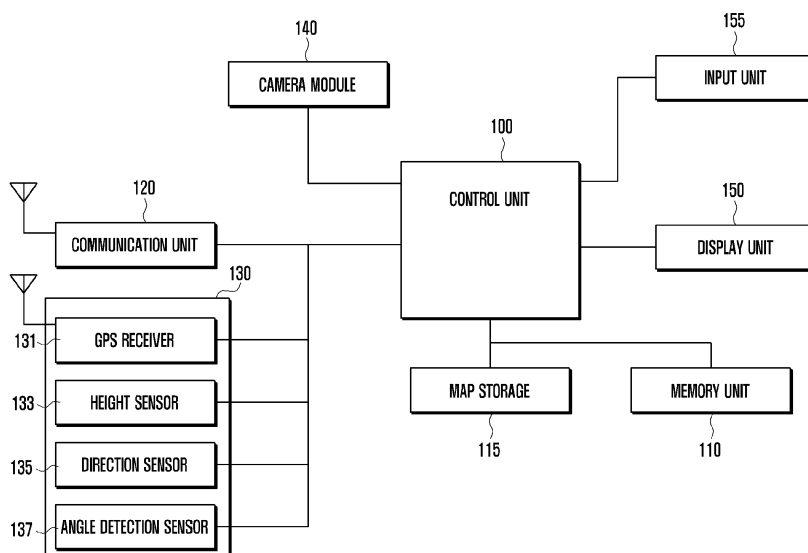 140
CAMERA MODULE
155
INPUT UNIT
100
CONTROL UNIT
120
COMMUNICATION UNIT
150
DISPLAY UNIT
130
131
GPS RECEIVER
133
HEIGHT SENSOR
135
DIRECTION SENSOR
137
ANGLE DETECTION SENSOR
MAP STORAGE
115
MEMORY UNIT
110